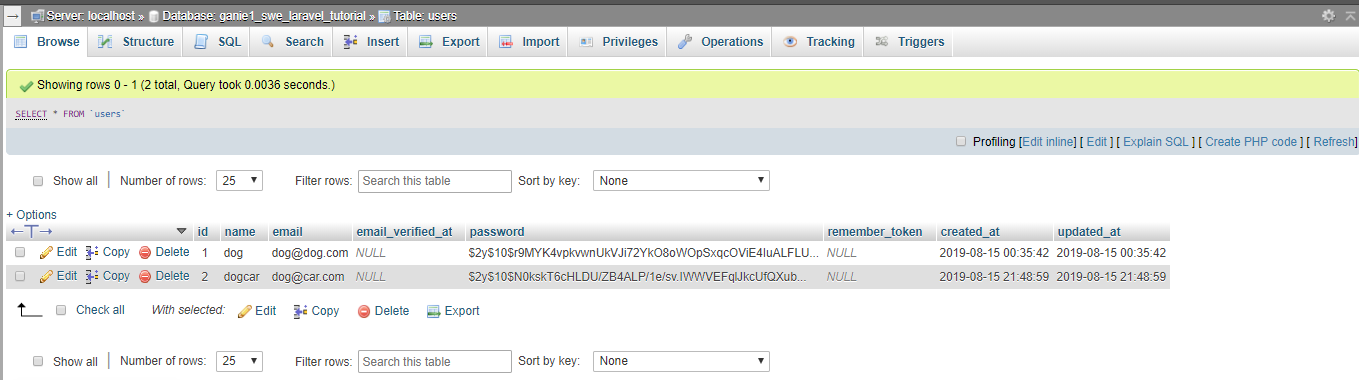 Server: localhost » Database: ganie1_swe_laravel_tutorial » Table: users
Browse Structure SQL Search Insert Export Import Privileges Operations Tracking Triggers
Showing rows 0 - 1 (2 total, Query took 0.0036 seconds.)
SELECT * FROM `users`
Profiling [Edit inline] [ Edit ] [ Explain SQL ] [ Create PHP code ] [ Refresh]
Show all | Number of rows: 25 Filter rows: Search this table Sort by key: None
+ Options
id name email email_verified_at password remember_token created_at updated_at
Edit Copy Delete 1 dog dog@dog.com NULL $2y$10$r9MYK4vpkvwnUkVJi72YkO8oWOpSxqcOViE4IuALFLU... NULL 2019-08-15 00:35:42 2019-08-15 00:35:42
Edit Copy Delete 2 dogcar dog@car.com NULL $2y$10$N0kskT6cHLDU/ZB4ALP/1e/sv.IWWVEFqlJkcUfQXub... NULL 2019-08-15 21:48:59 2019-08-15 21:48:59
Check all With selected: Edit Copy Delete Export
Show all | Number of rows: 25 Filter rows: Search this table Sort by key: None